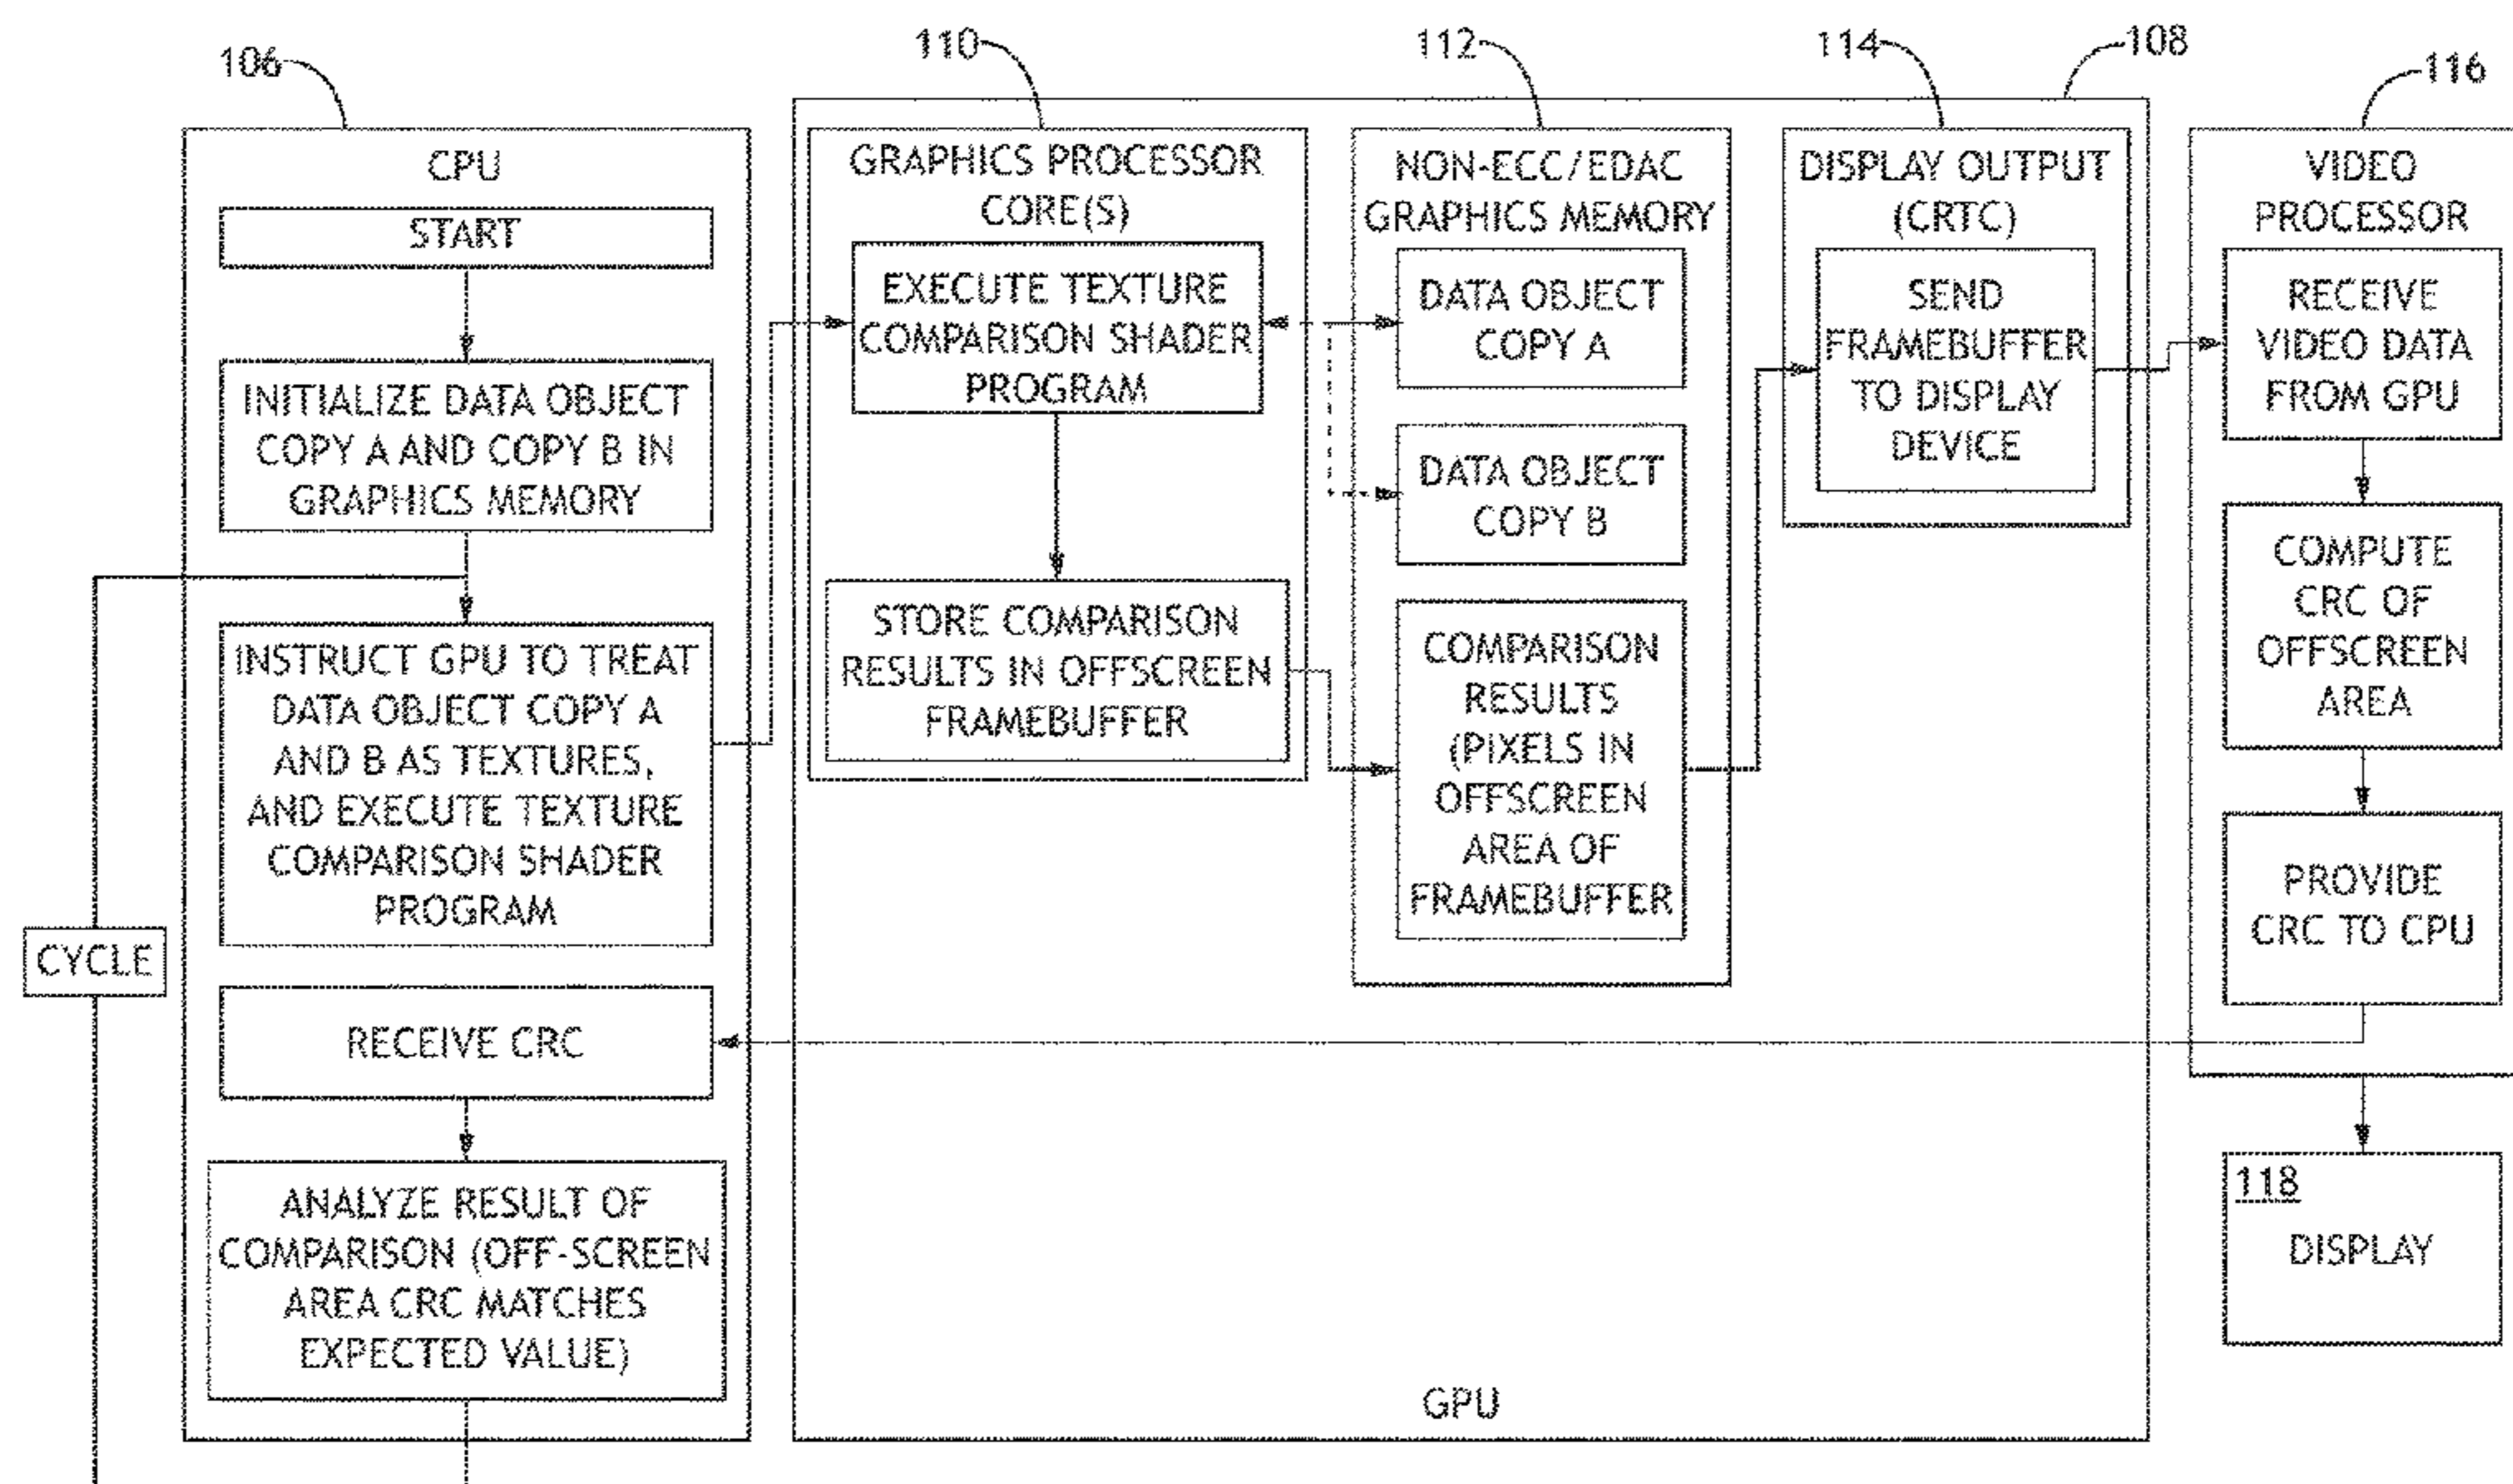 106
110
112
114
108
116
CPU
START
INITIALIZE DATA OBJECT
COPY A AND COPY B IN
GRAPHICS MEMORY
INSTRUCT GPU TO TREAT
DATA OBJECT COPY A
AND B AS TEXTURES,
AND EXECUTE TEXTURE
COMPARISON SHADER
PROGRAM
CYCLE
RECEIVE CRC
ANALYZE RESULT OF
COMPARISON (OFF-SCREEN
AREA CRC MATCHES
EXPECTED VALUE)
GRAPHICS PROCESSOR
CORE(S)
EXECUTE TEXTURE
COMPARISON SHADER
PROGRAM
STORE COMPARISON
RESULTS IN OFFSCREEN
FRAMEBUFFER
NON-ECC/EDAC
GRAPHICS MEMORY
DATA OBJECT
COPY A
DATA OBJECT
COPY B
COMPARISON
RESULTS
(PIXELS IN
OFFSCREEN
AREA OF
FRAMEBUFFER
DISPLAY OUTPUT
(CRTC)
SEND
FRAMEBUFFER
TO DISPLAY
DEVICE
GPU
VIDEO
PROCESSOR
RECEIVE
VIDEO DATA
FROM GPU
COMPUTE
CRC OF
OFFSCREEN
AREA
PROVIDE
CRC TO CPU
118
DISPLAY